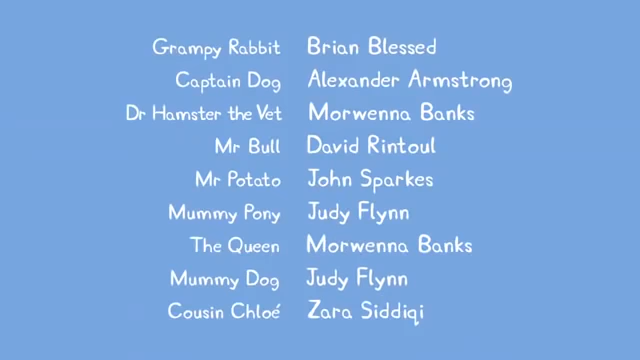 Grampy Rabbit Brian Blessed
Captain Dog Alexander Armstrong
Dr Hamster the Vet Morwenna Banks
Mr Bull David Rintoul
Mr Potato John Sparkes
Mummy Pony Judy Flynn
The Queen Morwenna Banks
Mummy Dog Judy Flynn
Cousin Chloé Zara Siddiqi